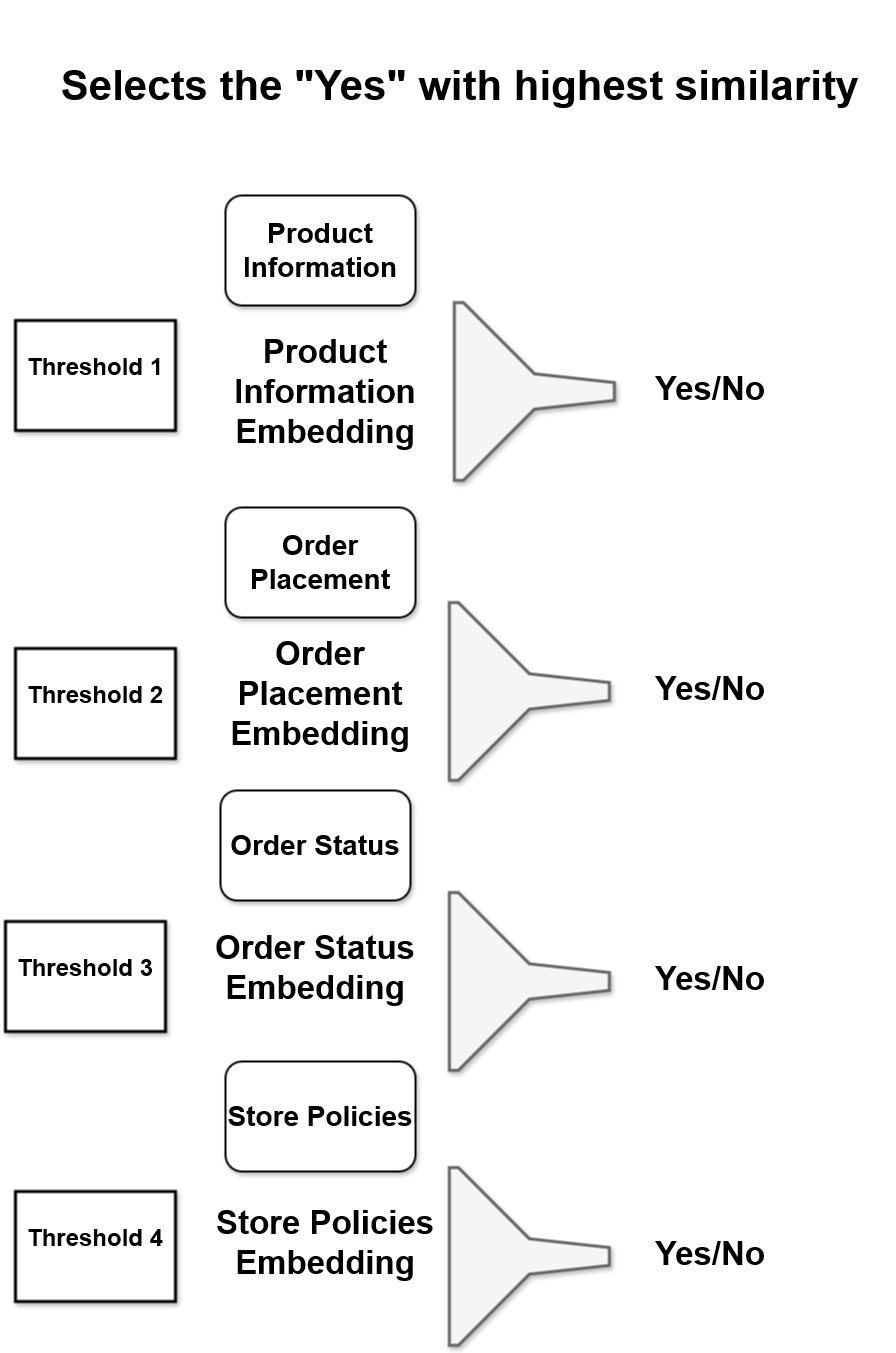 Selects the "Yes" with highest similarity
Product
Information
Threshold 1
Product
Information
Embedding
Yes/No
Order
Placement
Threshold 2
Order
Placement
Embedding
Yes/No
Order Status
Threshold 3
Order Status
Embedding
Yes/No
Store Policies
Threshold 4
Store Policies
Embedding
Yes/No